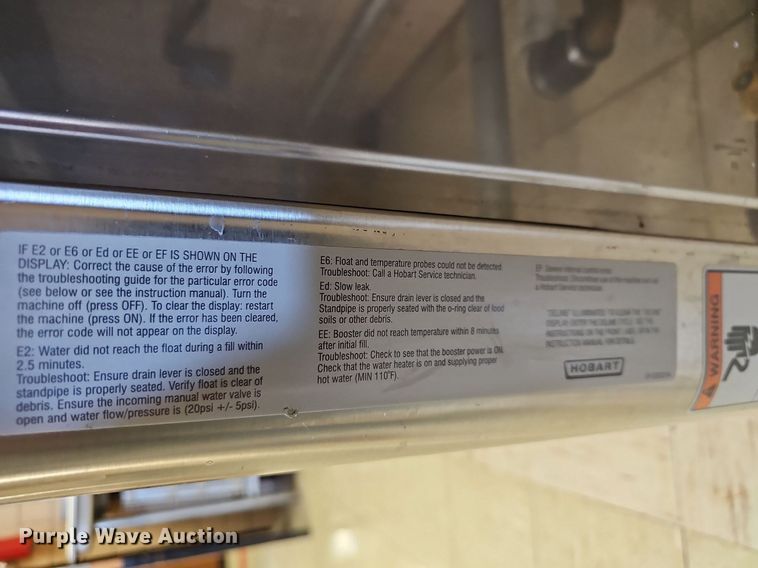 IF E2 or E6 or Ed or EE or EF IS SHOWN ON THE
DISPLAY: Correct the cause of the error by following
the troubleshooting guide for the particular error code
(see below or see the instruction manual). Turn the
machine off (press OFF). To clear the display: restart
the machine (press ON). If the error has been cleared,
the error code will not appear on the display.
E2: Water did not reach the float during a fill within
2.5 minutes.
Troubleshoot: Ensure drain lever is closed and the
standpipe is properly seated. Verify float is clear of
debris. Ensure the incoming manual water valve is
open and water flow/pressure is (20psi +/- 5psi).
E6: Float and temperature probes could not be detected.
Troubleshoot: Call a Hobart Service technician.
Ed: Slow leak.
Troubleshoot: Ensure drain lever is closed and the
Standpipe is properly seated with the o-ring clear of food
soils or other debris.
EE: Booster did not reach temperature within 8 minutes
after initial fill.
Troubleshoot: Check to see that the booster power is ON.
Check that the water heater is on and supplying proper
hot water (MIN 110°F).
a Hobart Service technician.
INSTRUCTION MANUAL FOR DETAILS.
HOBART
WARNING
Purple Wave Auction